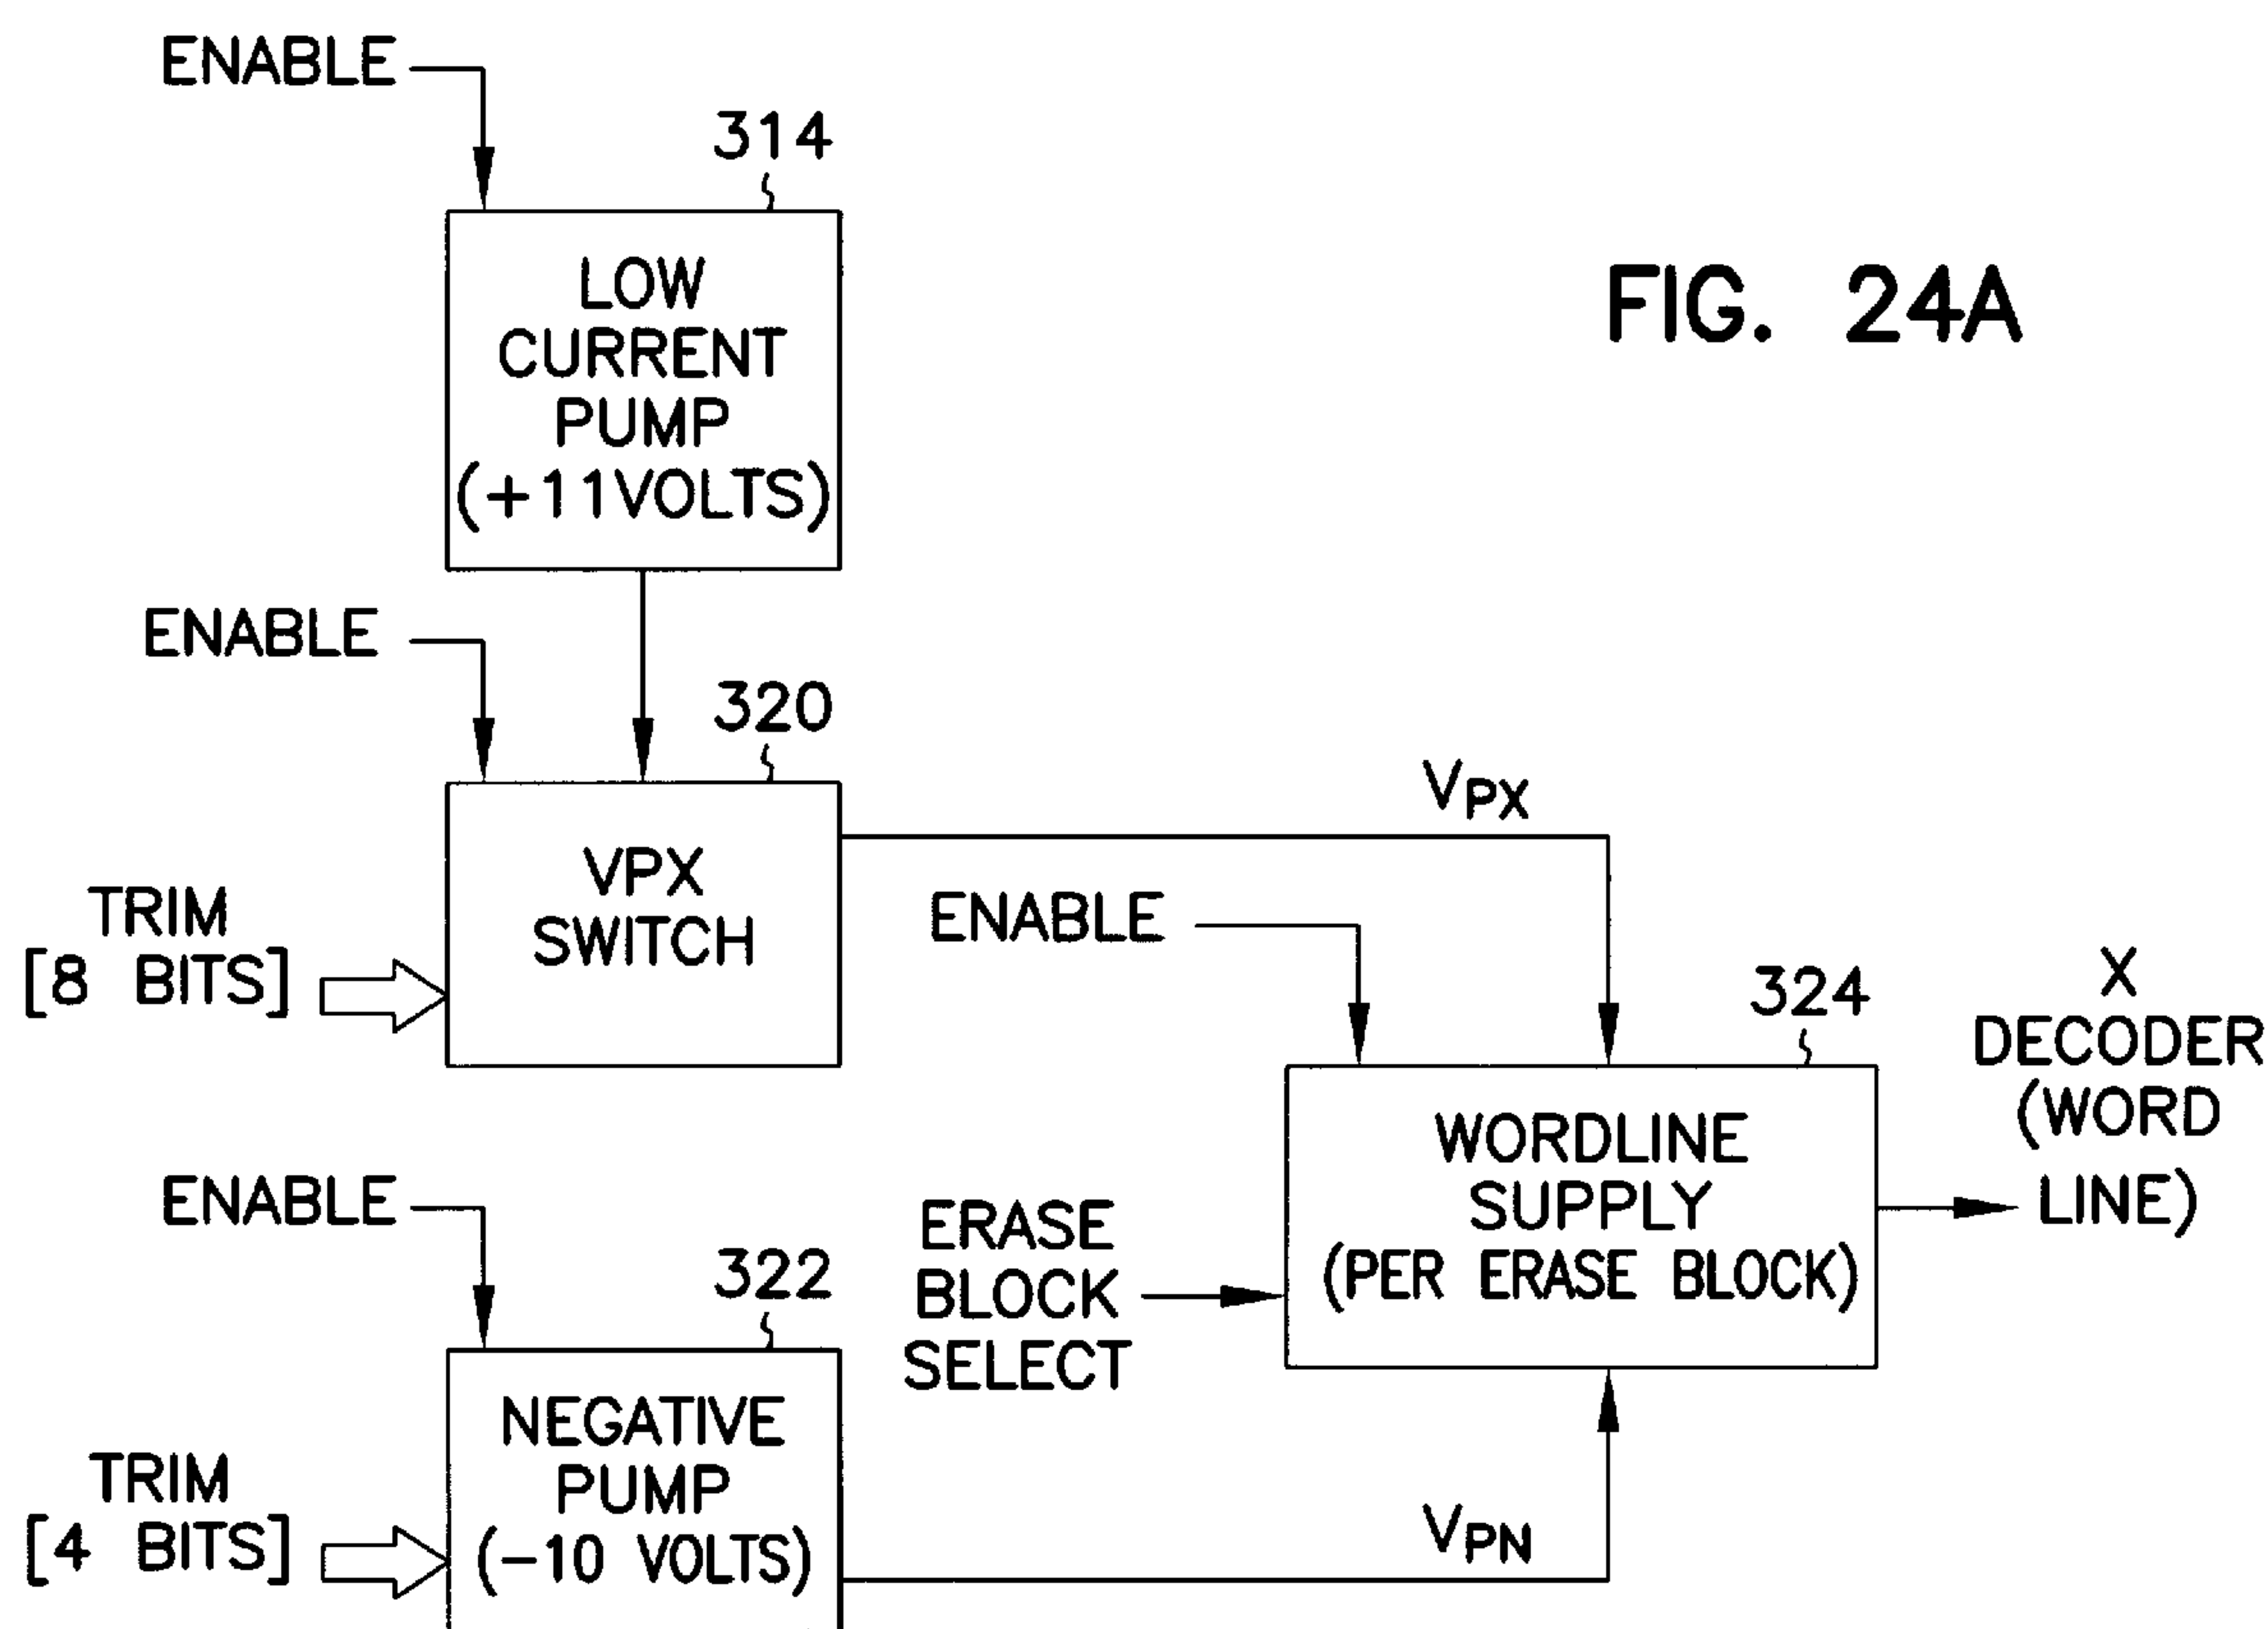 ENABLE
314
LOW
CURRENT
PUMP
(+11VOLTS)
FIG. 24A
ENABLE
320
VPX
SWITCH
TRIM
[8 BITS]
VPX
ENABLE
324
X
DECODER
(WORD
LINE)
WORDLINE
SUPPLY
(PER ERASE BLOCK)
ERASE
BLOCK
SELECT
ENABLE
322
NEGATIVE
PUMP
(-10 VOLTS)
TRIM
[4 BITS]
VPN